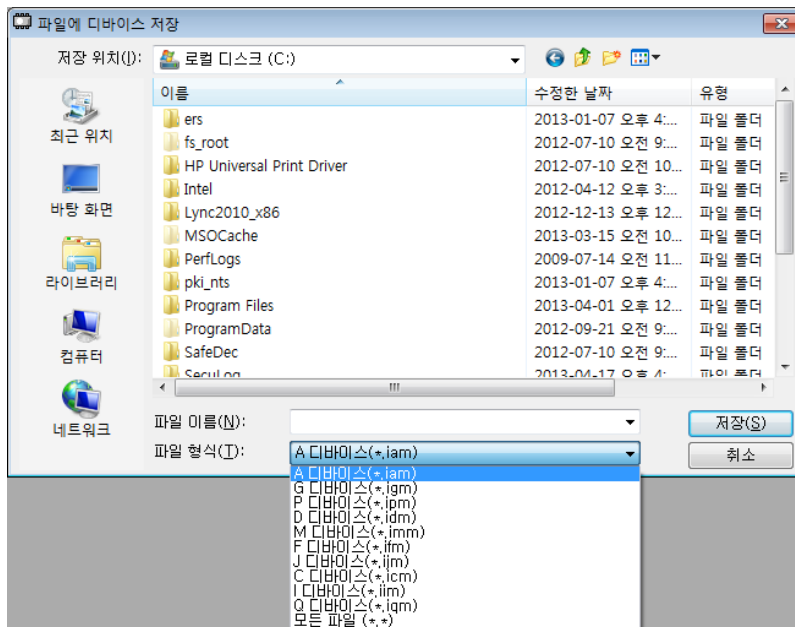 파일에 디바이스 저장
저장 위치(I): 로컬 디스크 (C:)
이름 수정한 날짜 유형
ers 2013-01-07 오후 4:... 파일 폴더
fs_root 2012-07-10 오전 9:... 파일 폴더
HP Universal Print Driver 2012-07-10 오전 10... 파일 폴더
Intel 2012-04-12 오후 3:... 파일 폴더
Lync2010_x86 2012-12-13 오후 12... 파일 폴더
MSOCache 2013-03-15 오전 10... 파일 폴더
PerfLogs 2009-07-14 오전 11... 파일 폴더
pki_nts 2013-01-07 오후 4:... 파일 폴더
Program Files 2013-04-01 오후 12... 파일 폴더
ProgramData 2012-09-21 오전 9:... 파일 폴더
SafeDec 2012-07-10 오전 9:... 파일 폴더
SecuLog 2013-04-17 오후 4: 파일 폴더
최근 위치
바탕 화면
라이브러리
컴퓨터
네트워크
파일 이름(N): 저장(S)
파일 형식(T): A 디바이스(*.iam) 취소
A 디바이스(*.iam)
G 디바이스(*.igm)
P 디바이스(*.ipm)
D 디바이스(*.idm)
M 디바이스(*.imm)
F 디바이스(*.ifm)
J 디바이스(*.ijm)
C 디바이스(*.icm)
I 디바이스(*.iim)
Q 디바이스(*.iqm)
모든 파일 (*.*)